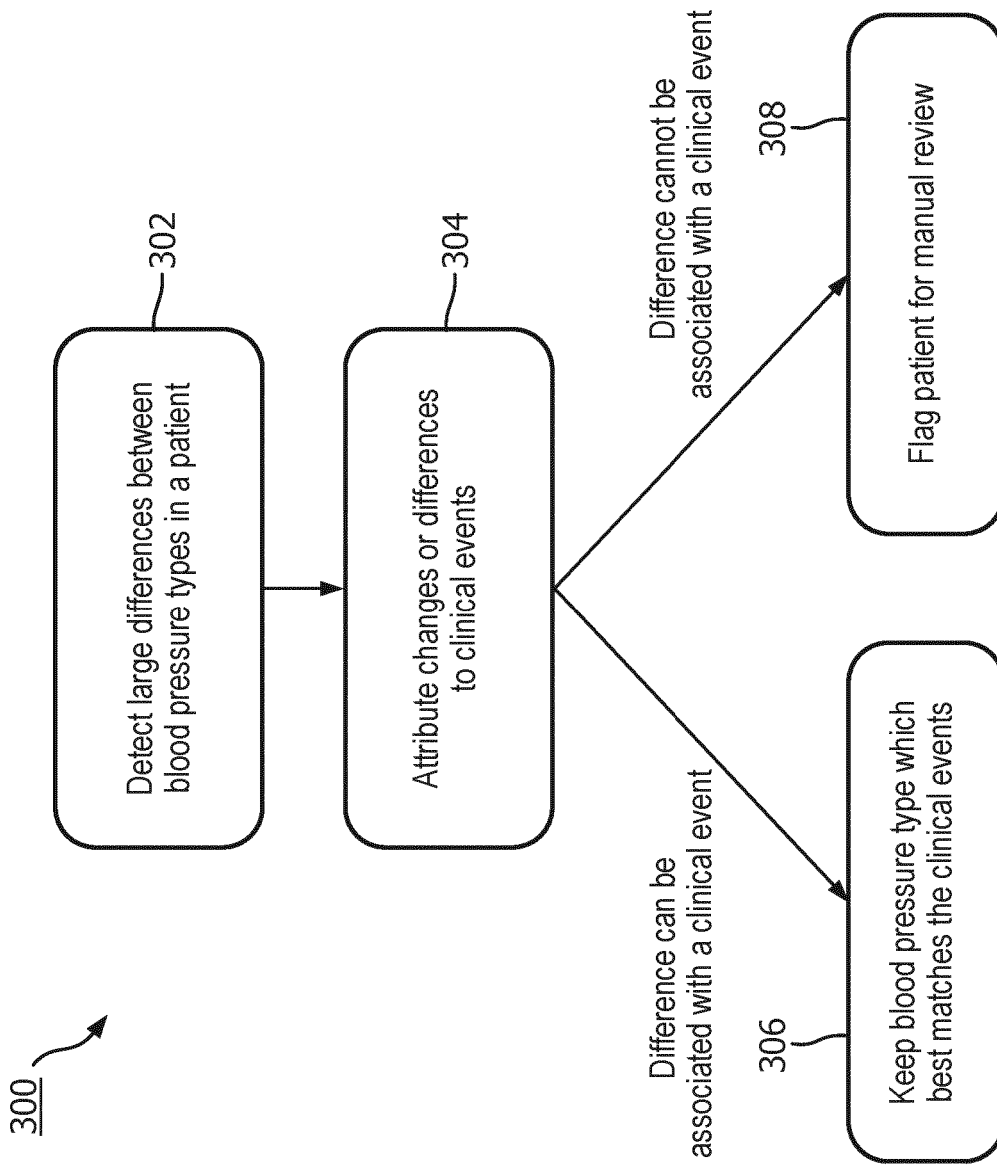 300
302
Detect large differences between
blood pressure types in a patient
304
Attribute changes or differences
to clinical events
Difference can be
associated with a clinical event
Difference cannot be
associated with a clinical event
306
Keep blood pressure type which
best matches the clinical events
308
Flag patient for manual review